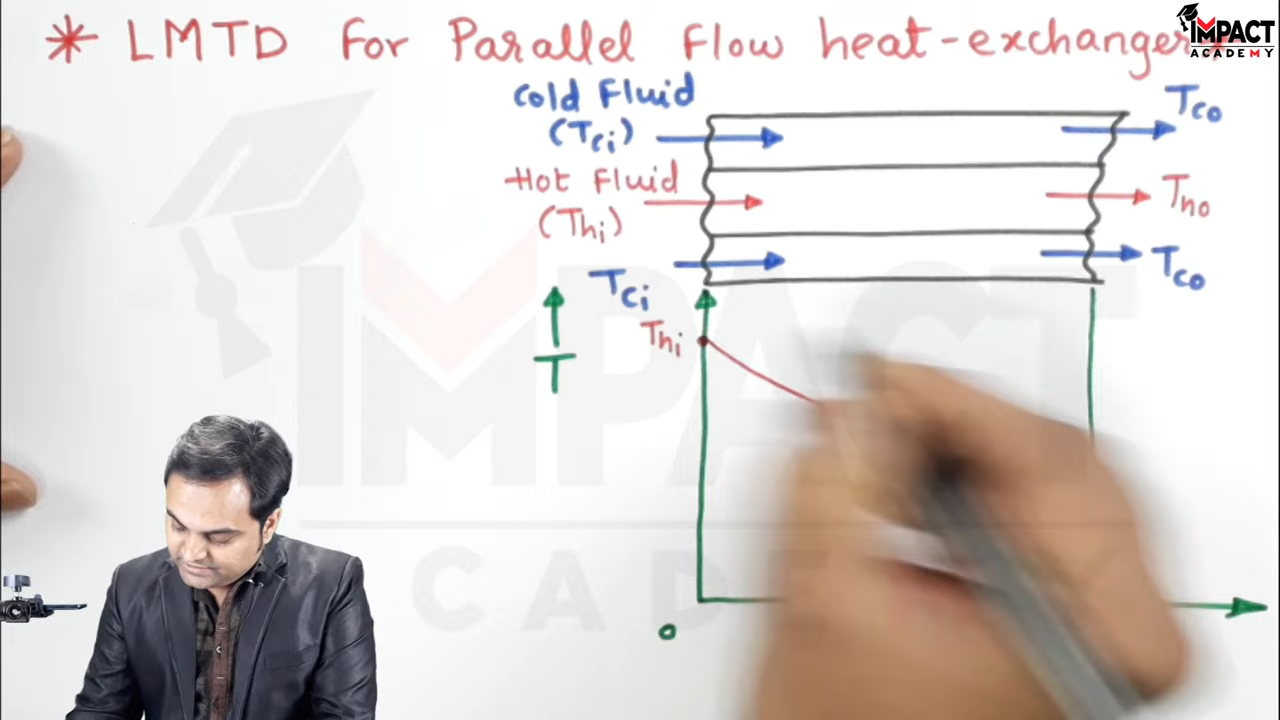 * LMTD for Parallel Flow heat-exchanger
IMPACT
ACADEMY
Cold Fluid
(Tci)
Tco
Hot Fluid
(Thi)
Tho
Tci
Tco
Thi
T
o
IMPACT